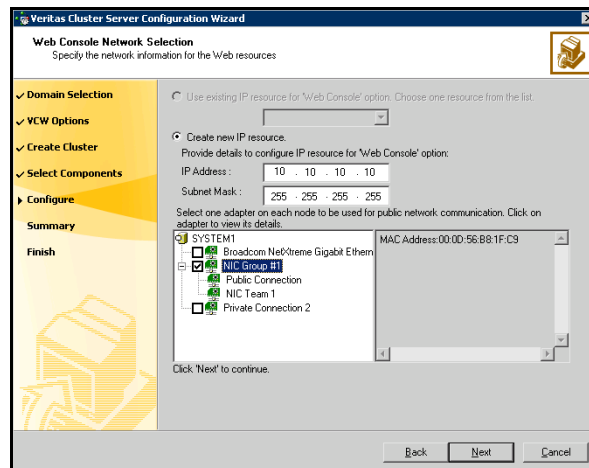 Veritas Cluster Server Configuration Wizard
Web Console Network Selection
Specify the network information for the Web resources
Domain Selection
VCW Options
Create Cluster
Select Components
Configure
Summary
Finish
Use existing IP resource for 'Web Console' option. Choose one resource from the list.
Create new IP resource.
Provide details to configure IP resource for 'Web Console' option:
IP Address : 10 . 10 . 10 . 10
Subnet Mask : 255 . 255 . 255 . 255
Select one adapter on each node to be used for public network communication. Click on
adapter to view its details.
SYSTEM1
Broadcom NetXtreme Gigabit Ethern
NIC Group #1
Public Connection
NIC Team 1
Private Connection 2
MAC Address:00:0D:56:B8:1F:C9
Click 'Next' to continue.
Back Next Cancel